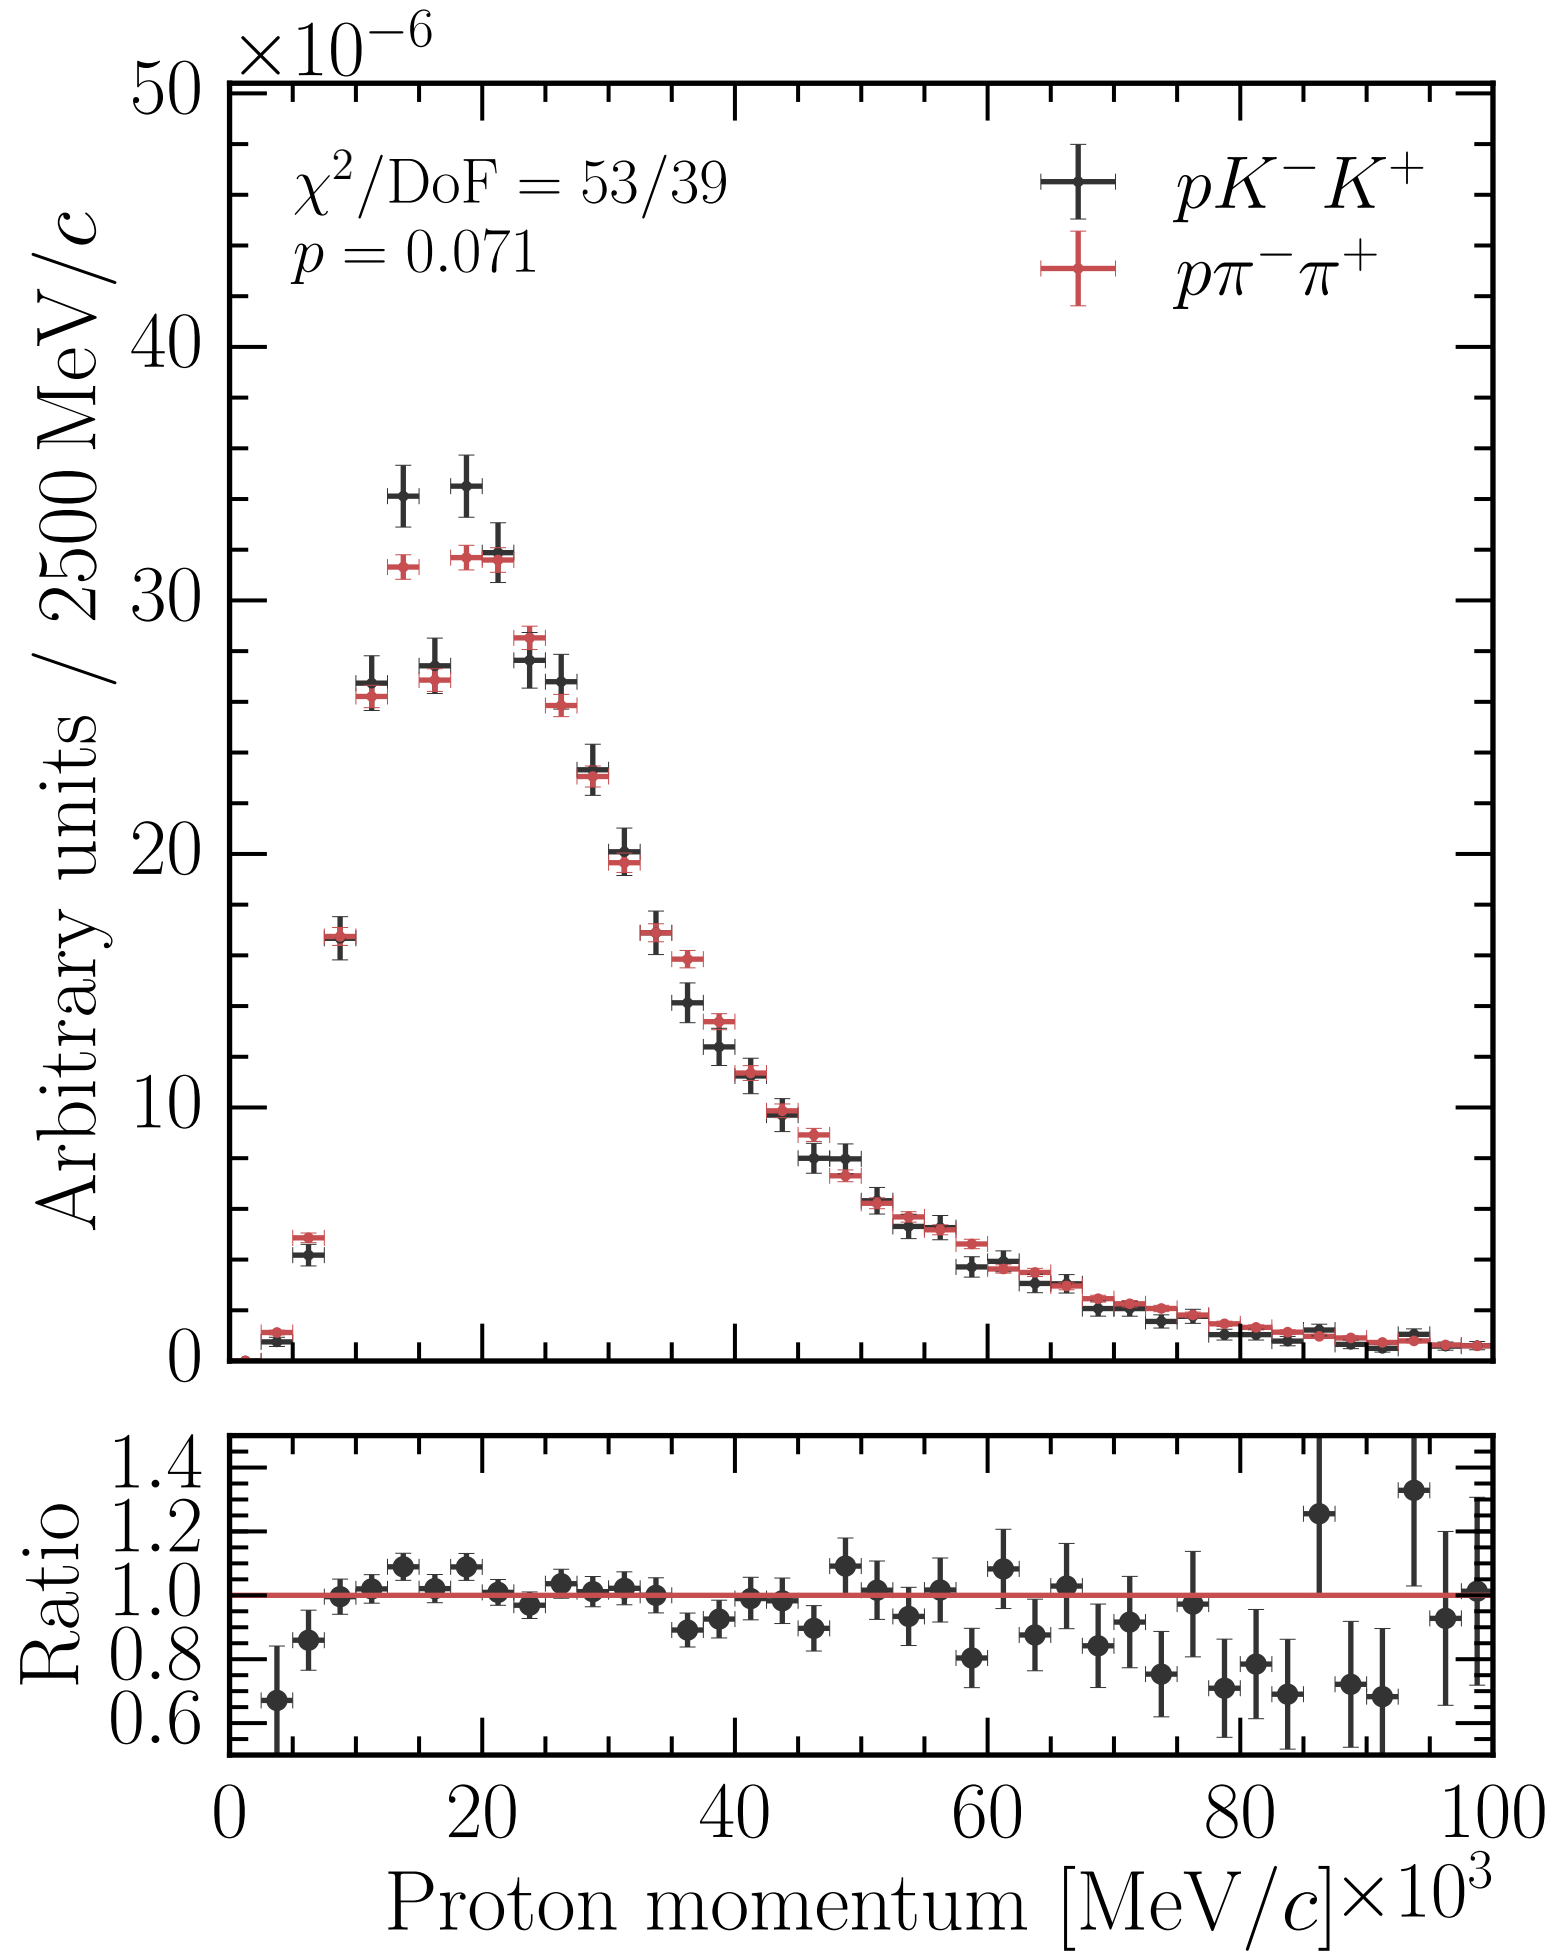 ×10⁻⁶
50
40
30
20
10
0
Arbitrary units / 2500 MeV/c
χ²/DoF = 53/39
p = 0.071
pK⁻K⁺
pπ⁻π⁺
1.4
1.2
1.0
0.8
0.6
Ratio
0 20 40 60 80 100
Proton momentum [MeV/c]×10³